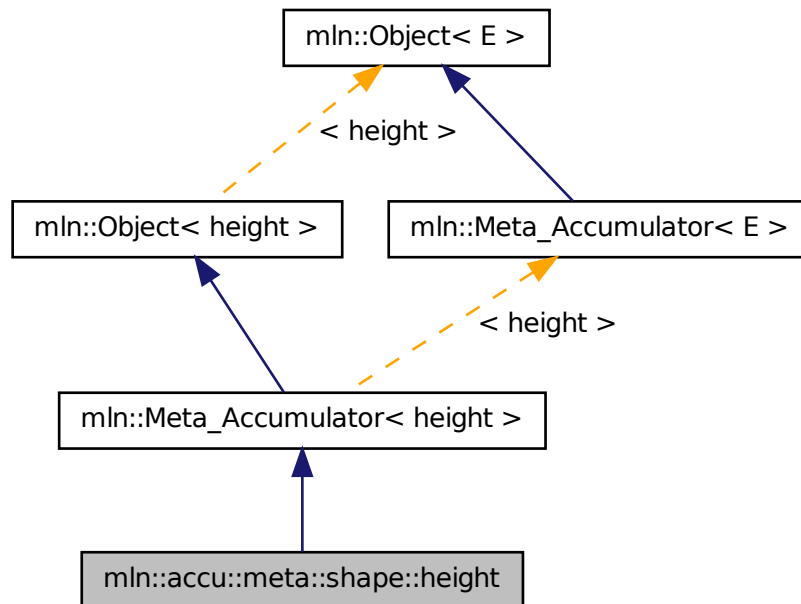 mln::Object< E >
< height >
mln::Object< height >
mln::Meta_Accumulator< E >
< height >
mln::Meta_Accumulator< height >
mln::accu::meta::shape::height